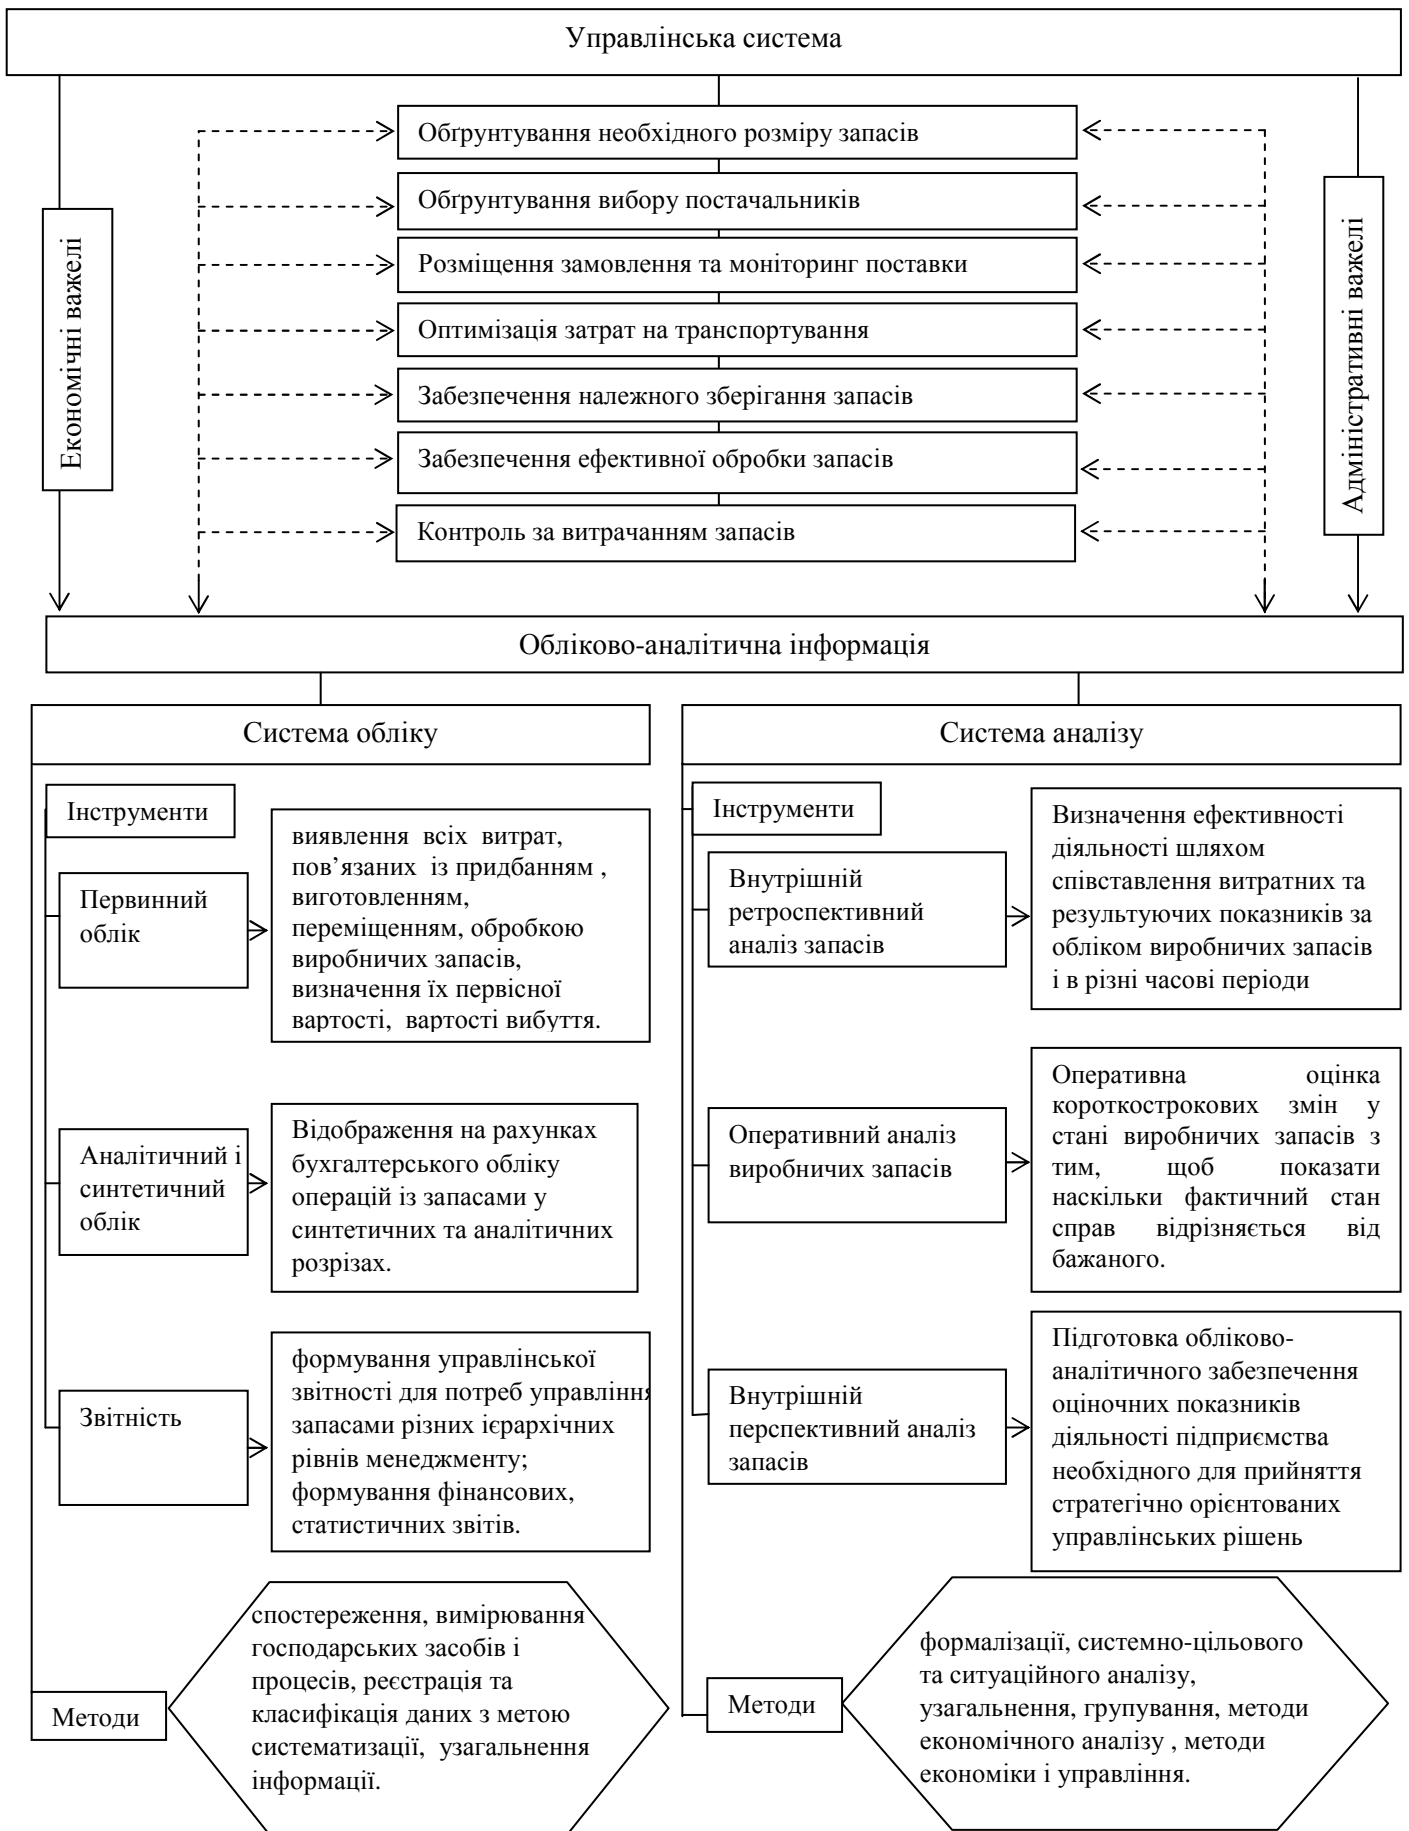 Управлінська система
Обґрунтування необхідного розміру запасів
Обґрунтування вибору постачальників
Розміщення замовлення та моніторинг поставки
Оптимізація затрат на транспортування
Забезпечення належного зберігання запасів
Забезпечення ефективної обробки запасів
Контроль за витрачанням запасів
Економічні важелі
Адміністративні важелі
Обліково-аналітична інформація
Система обліку
Інструменти
Первинний
облік
виявлення всіх витрат,
пов’язаних із придбанням ,
виготовленням,
переміщенням, обробкою
виробничих запасів,
визначення їх первісної
вартості, вартості вибуття.
Аналітичний і
синтетичний
облік
Відображення на рахунках
бухгалтерського обліку
операцій із запасами у
синтетичних та аналітичних
розрізах.
Звітність
формування управлінської
звітності для потреб управління
запасами різних ієрархічних
рівнів менеджменту;
формування фінансових,
статистичних звітів.
Методи
спостереження, вимірювання
господарських засобів і
процесів, реєстрація та
класифікація даних з метою
систематизації, узагальнення
інформації.
Система аналізу
Інструменти
Внутрішній
ретроспективний
аналіз запасів
Визначення ефективності
діяльності шляхом
співставлення витратних та
результуючих показників за
обліком виробничих запасів
і в різні часові періоди
Оперативний аналіз
виробничих запасів
Оперативна оцінка
короткострокових змін у
стані виробничих запасів з
тим, щоб показати
наскільки фактичний стан
справ відрізняється від
бажаного.
Внутрішній
перспективний аналіз
запасів
Підготовка обліково-
аналітичного забезпечення
оціночних показників
діяльності підприємства
необхідного для прийняття
стратегічно орієнтованих
управлінських рішень
Методи
формалізації, системно-цільового
та ситуаційного аналізу,
узагальнення, групування, методи
економічного аналізу , методи
економіки і управління.